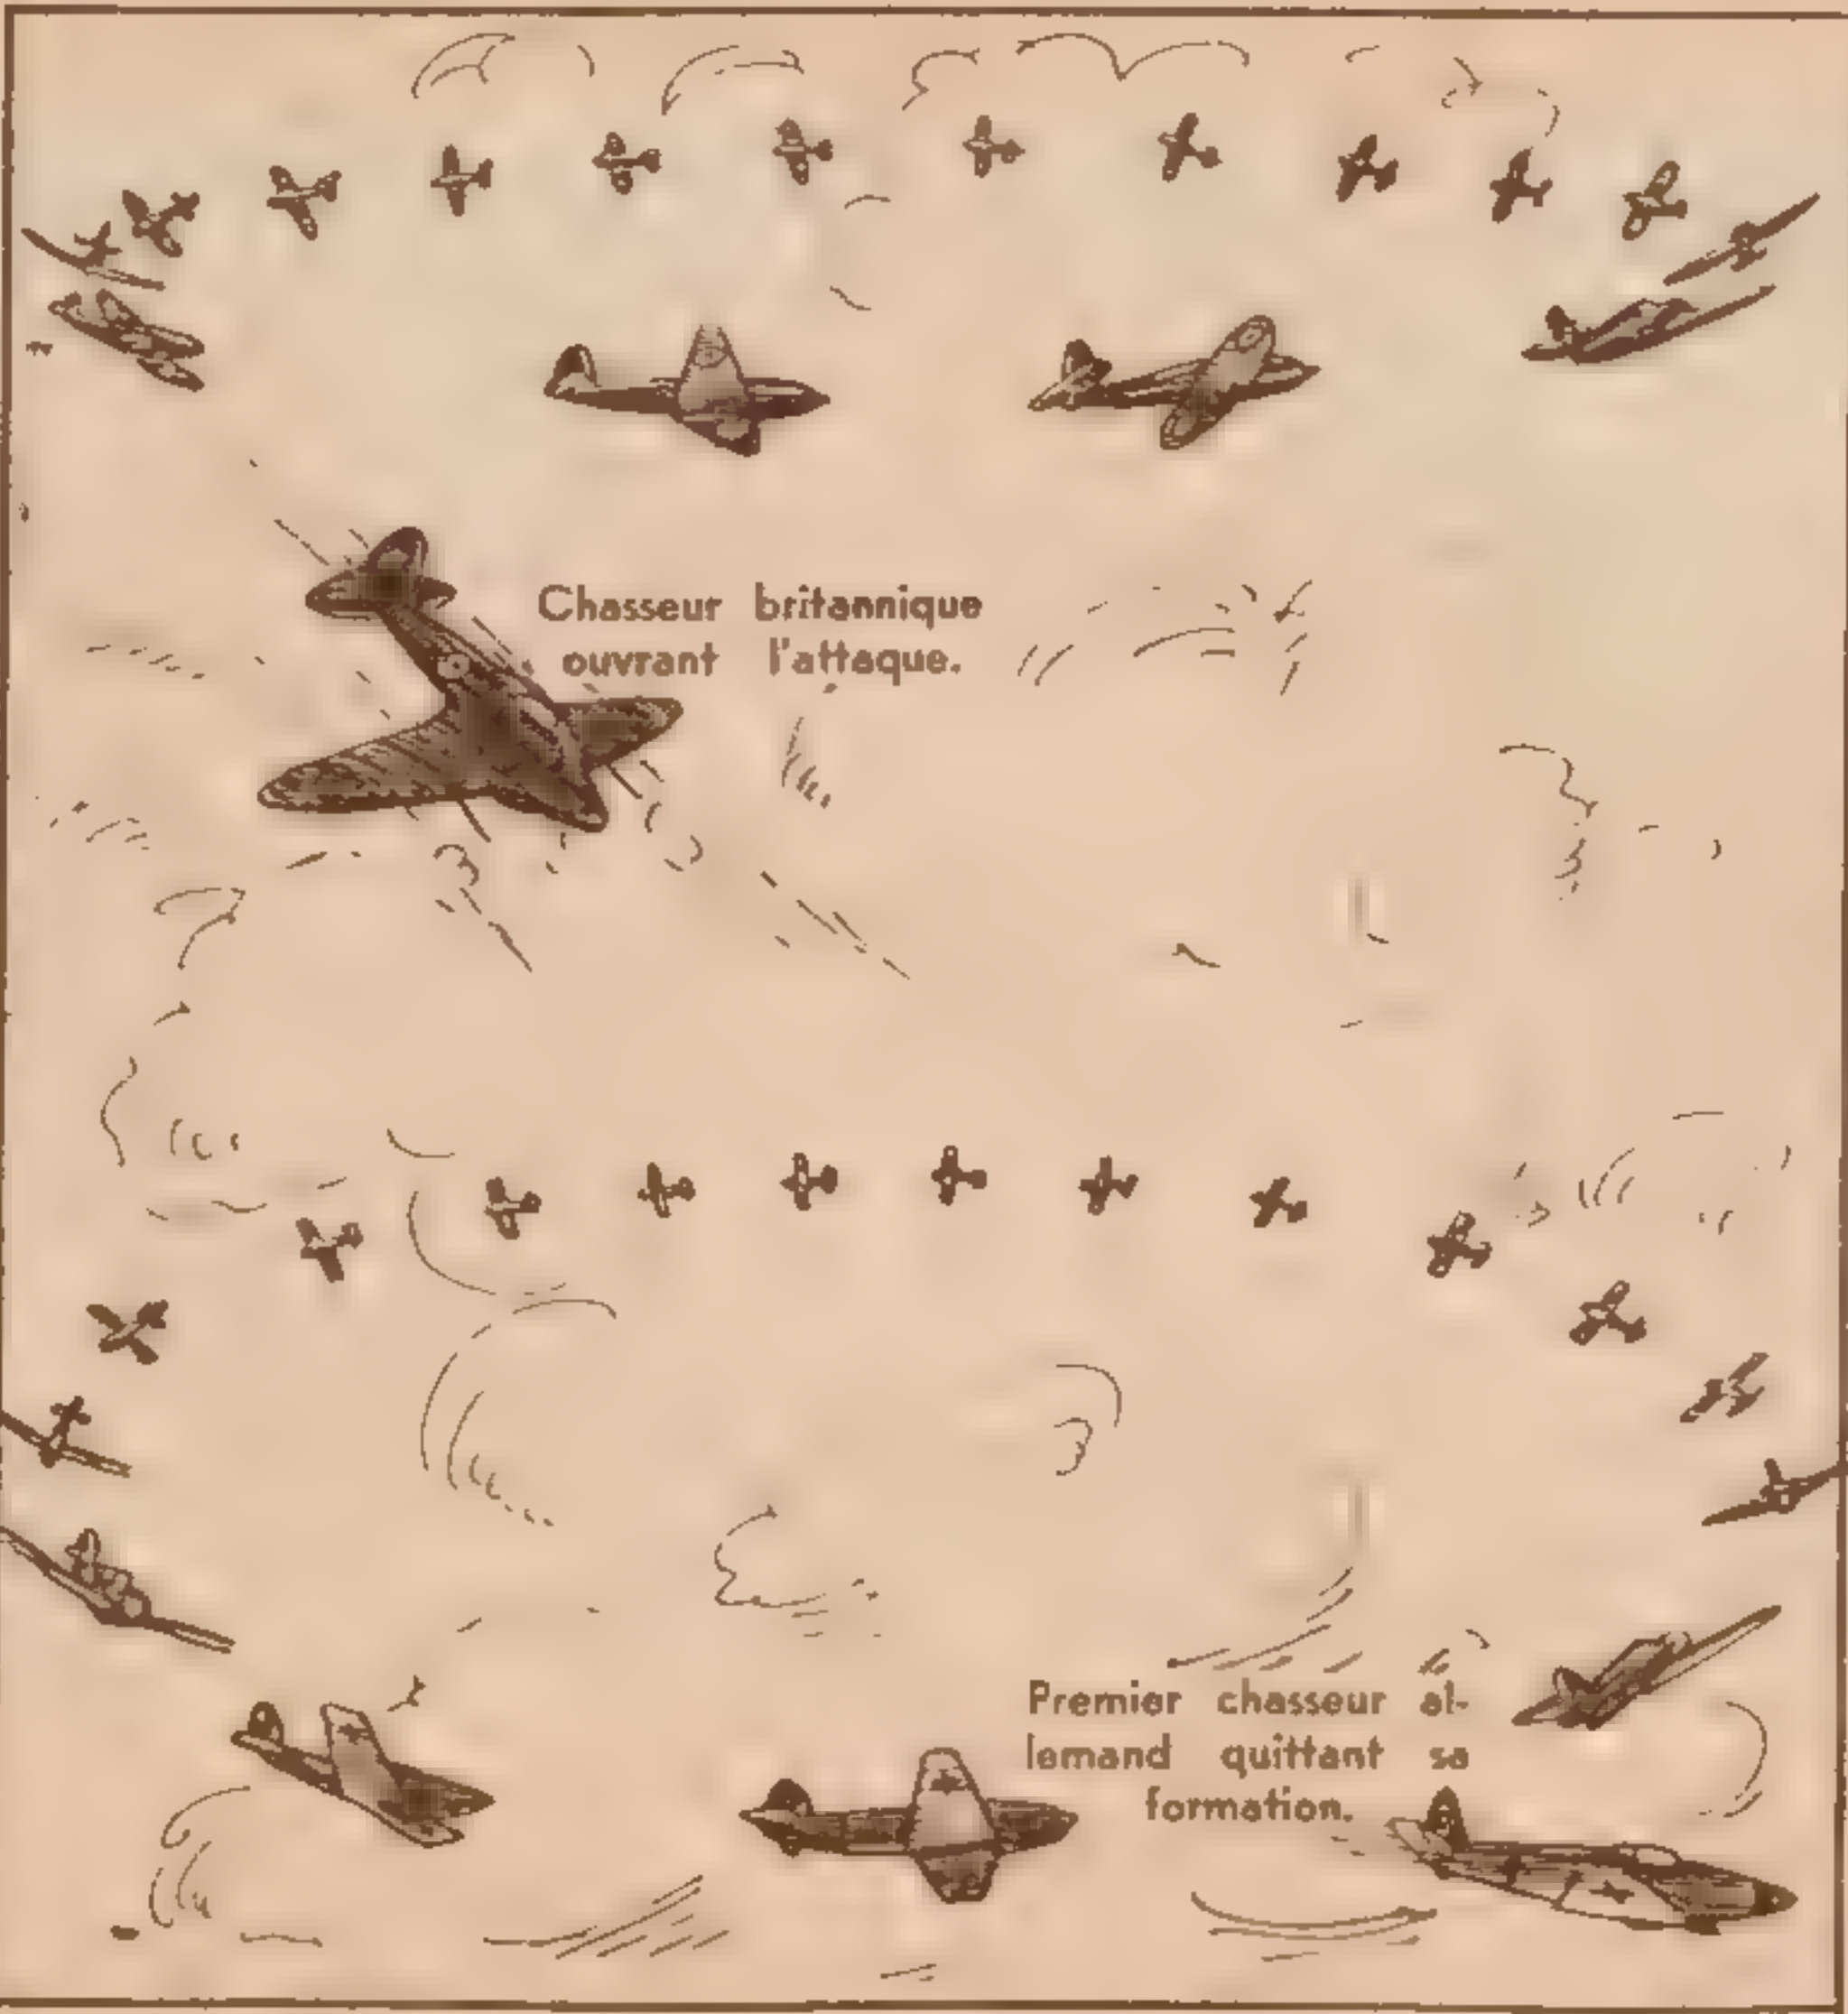 Chasseur britannique
ouvrant l'attaque.
Premier chasseur al-
lemand quittant sa
formation.